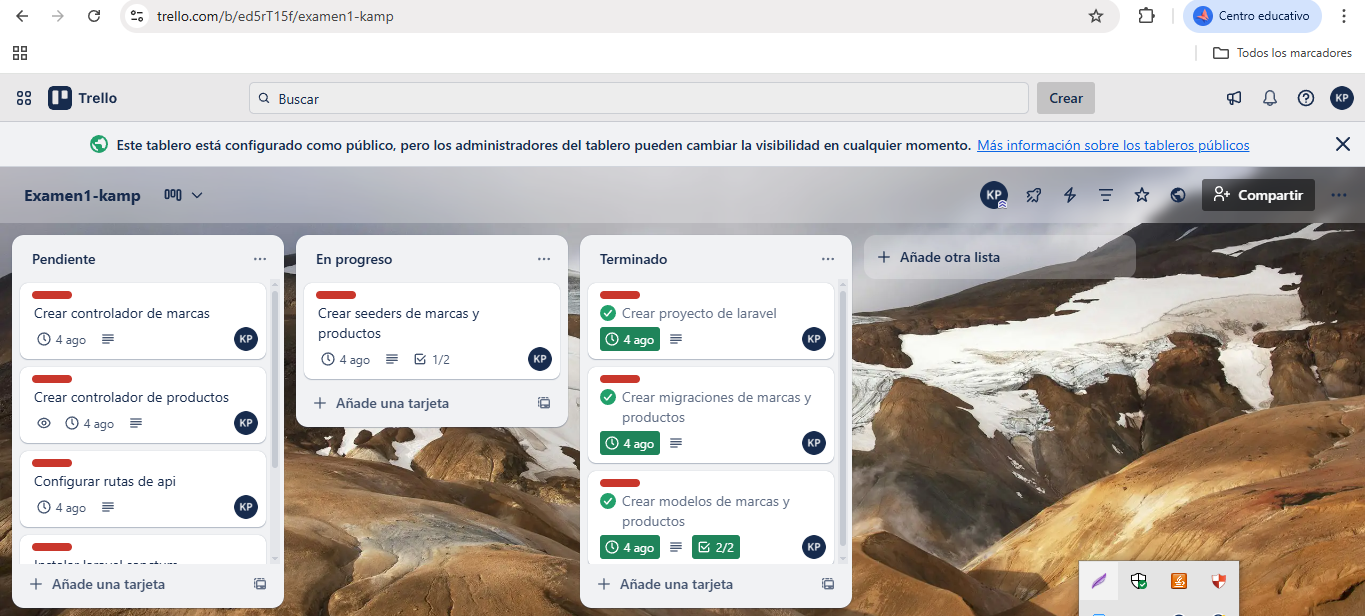 trello.com/b/ed5rT15f/examen1-kamp
Centro educativo
Todos los marcadores
Trello
Buscar
Crear
KP
Este tablero está configurado como público, pero los administradores del tablero pueden cambiar la visibilidad en cualquier momento. Más información sobre los tableros públicos
Examen1-kamp
KP
Compartir
Pendiente
Crear controlador de marcas
4 ago
KP
Crear controlador de productos
4 ago
KP
Configurar rutas de api
4 ago
KP
Instalar laravel sanctum
Añade una tarjeta
En progreso
Crear seeders de marcas y
productos
4 ago
1/2
KP
Añade una tarjeta
Terminado
Crear proyecto de laravel
4 ago
KP
Crear migraciones de marcas y
productos
4 ago
KP
Crear modelos de marcas y
productos
4 ago
2/2
KP
Añade una tarjeta
Añade otra lista